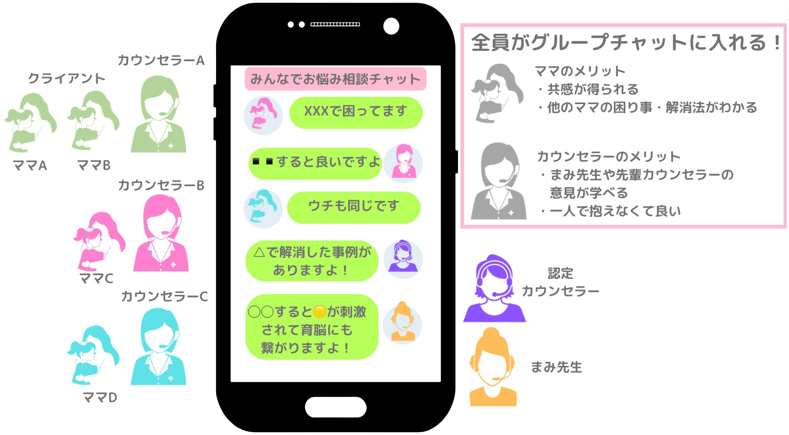 カウンセラーA
クライアント
ママA
ママB
カウンセラーB
ママC
カウンセラーC
ママD
みんなでお悩み相談チャット
XXXで困ってます
▪▪すると良いですよ
ウチも同じです
△で解消した事例が
ありますよ！
◯◯すると🟡が刺激
されて育脳にも
繋がりますよ！
全員がグループチャットに入れる！
ママのメリット
・共感が得られる
・他のママの困り事・解消法がわかる
カウンセラーのメリット
・まみ先生や先輩カウンセラーの
意見が学べる
・一人で抱えなくて良い
認定
カウンセラー
まみ先生